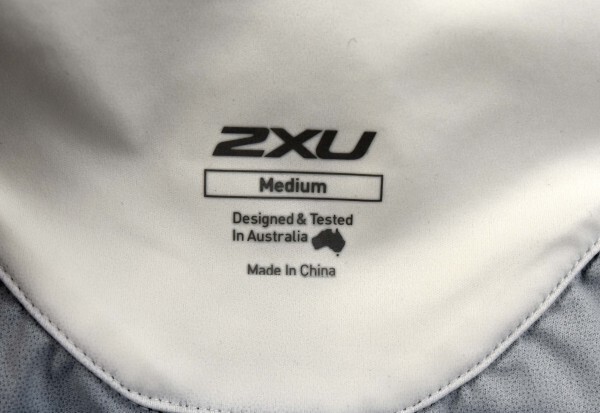 2XU
Medium
Designed & Tested
In Australia
Made In China